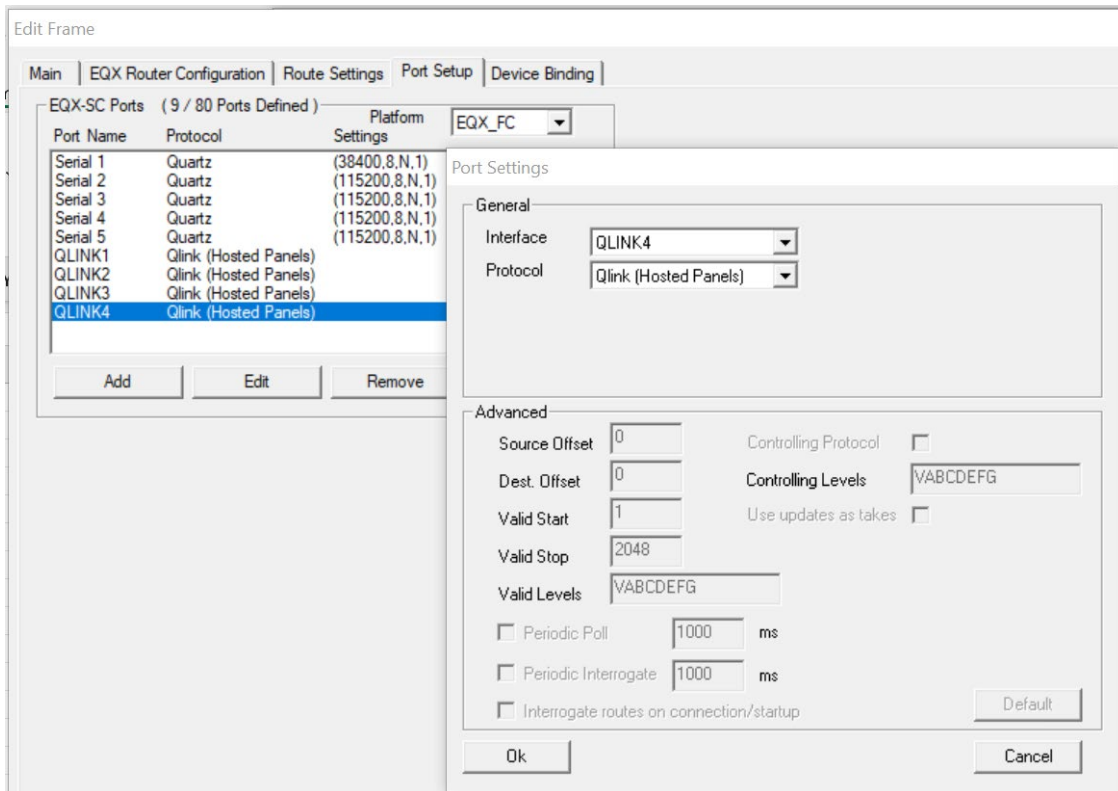 Edit Frame
Main EQX Router Configuration Route Settings Port Setup Device Binding
EQX-SC Ports ( 9 / 80 Ports Defined )
Platform EQX_FC
Port Name Protocol Settings
Serial 1 Quartz (38400,8,N,1)
Serial 2 Quartz (115200,8,N,1)
Serial 3 Quartz (115200,8,N,1)
Serial 4 Quartz (115200,8,N,1)
Serial 5 Quartz (115200,8,N,1)
QLINK1 Qlink (Hosted Panels)
QLINK2 Qlink (Hosted Panels)
QLINK3 Qlink (Hosted Panels)
QLINK4 Qlink (Hosted Panels)
Add Edit Remove
Port Settings
General
Interface QLINK4
Protocol Qlink (Hosted Panels)
Advanced
Source Offset 0 Controlling Protocol
Dest. Offset 0 Controlling Levels VABCDEFG
Valid Start 1 Use updates as takes
Valid Stop 2048
Valid Levels VABCDEFG
Periodic Poll 1000 ms
Periodic Interrogate 1000 ms
Interrogate routes on connection/startup Default
Ok Cancel